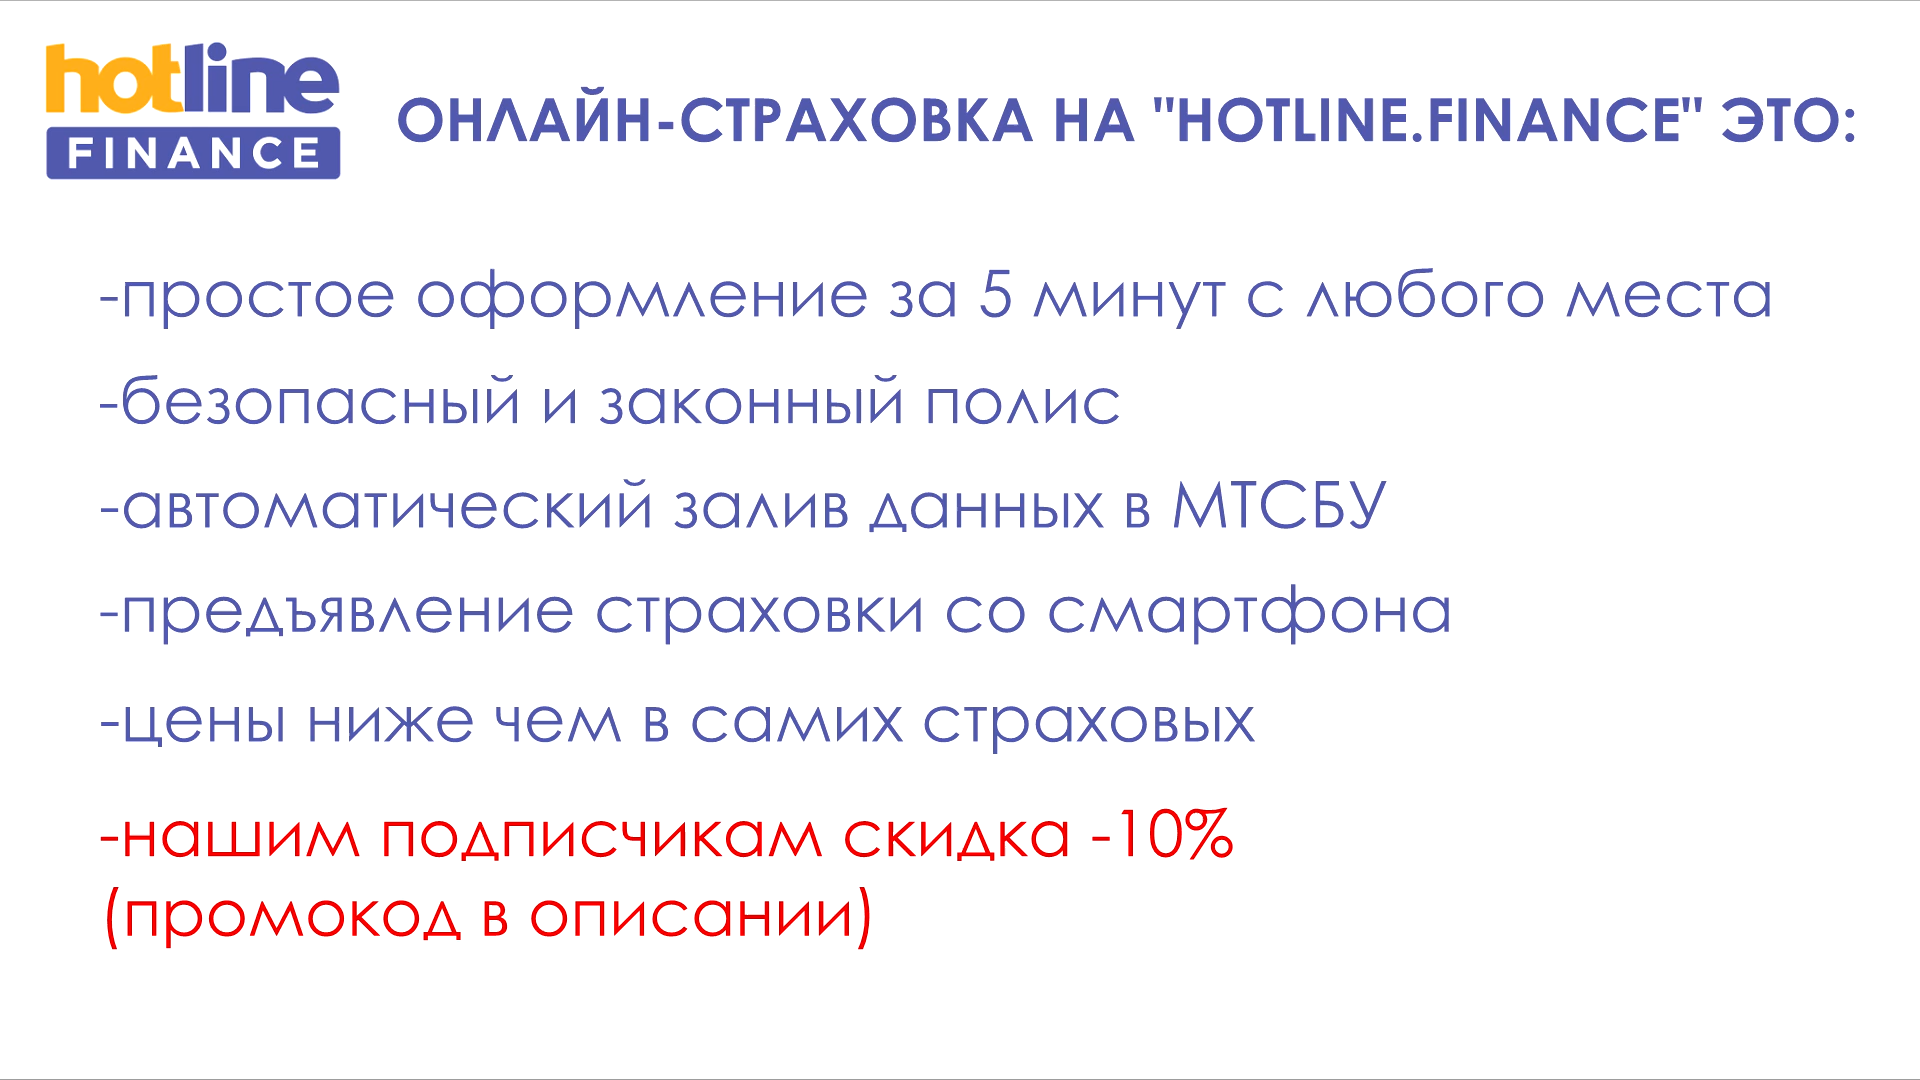 hotline
FINANCE
ОНЛАЙН-СТРАХОВКА НА "HOTLINE.FINANCE" ЭТО:
-простое оформление за 5 минут с любого места
-безопасный и законный полис
-автоматический залив данных в МТСБУ
-предъявление страховки со смартфона
-цены ниже чем в самих страховых
-нашим подписчикам скидка -10%
(промокод в описании)